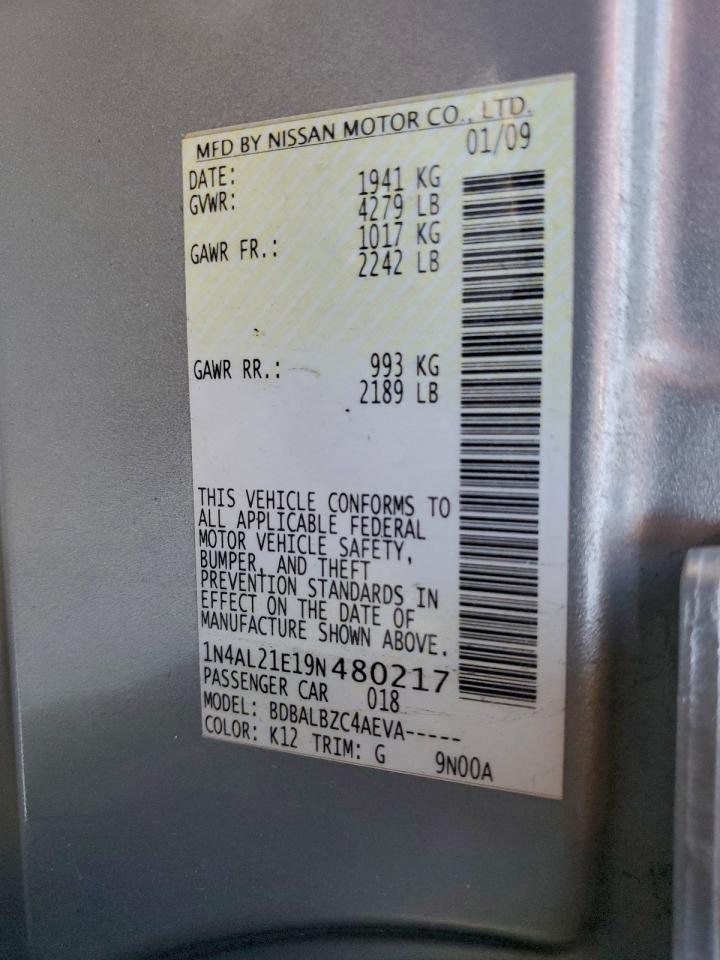 MFD BY NISSAN MOTOR CO., LTD.
DATE: 01/09
GVWR: 1941 KG
4279 LB
GAWR FR.: 1017 KG
2242 LB
GAWR RR.: 993 KG
2189 LB
THIS VEHICLE CONFORMS TO
ALL APPLICABLE FEDERAL
MOTOR VEHICLE SAFETY,
BUMPER, AND THEFT
PREVENTION STANDARDS IN
EFFECT ON THE DATE OF
MANUFACTURE SHOWN ABOVE.
1N4AL21E19N480217
PASSENGER CAR 018
MODEL: BDBALBZC4AEVA-----
COLOR: K12 TRIM: G 9N00A